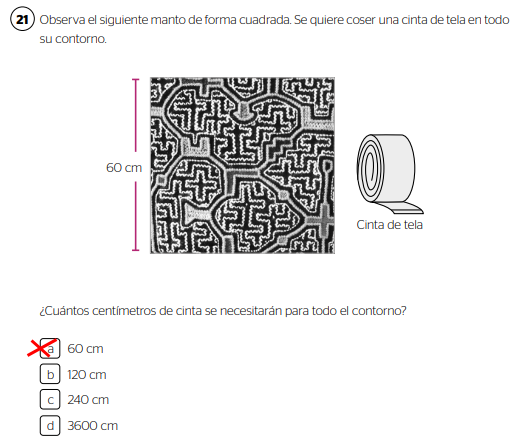 21 Observa el siguiente manto de forma cuadrada. Se quiere coser una cinta de tela en todo
su contorno.
60 cm
Cinta de tela
¿Cuántos centímetros de cinta se necesitarán para todo el contorno?
a 60 cm
b 120 cm
c 240 cm
d 3600 cm